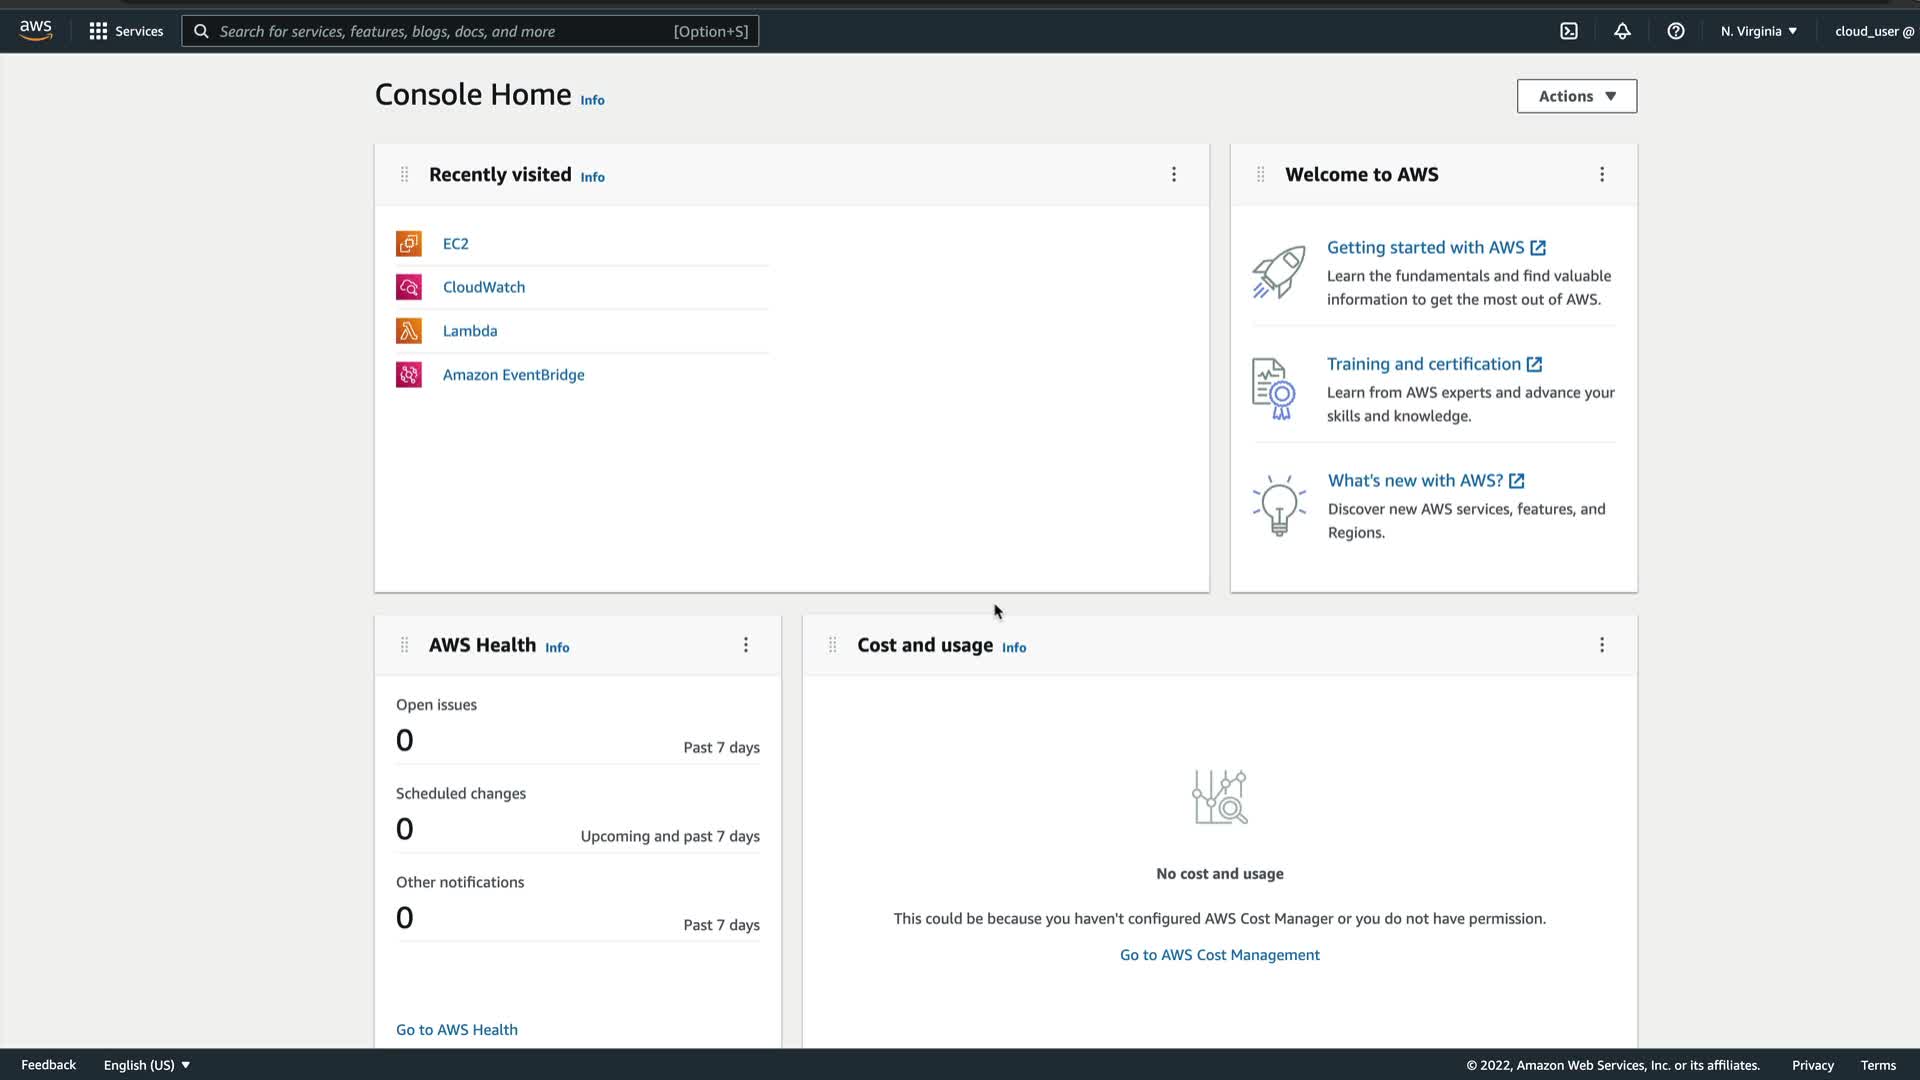 aws
Services
Search for services, features, blogs, docs, and more
[Option+S]
N. Virginia ▼
cloud_user @
Console Home Info
Actions ▼
Recently visited Info
EC2
CloudWatch
Lambda
Amazon EventBridge
Welcome to AWS
Getting started with AWS
Learn the fundamentals and find valuable
information to get the most out of AWS.
Training and certification
Learn from AWS experts and advance your
skills and knowledge.
What's new with AWS?
Discover new AWS services, features, and
Regions.
AWS Health Info
Open issues
0
Past 7 days
Scheduled changes
0
Upcoming and past 7 days
Other notifications
0
Past 7 days
Go to AWS Health
Cost and usage Info
No cost and usage
This could be because you haven't configured AWS Cost Manager or you do not have permission.
Go to AWS Cost Management
Feedback
English (US) ▼
© 2022, Amazon Web Services, Inc. or its affiliates.
Privacy
Terms